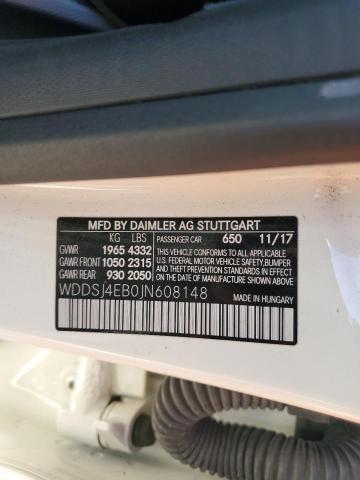 MFD BY DAIMLER AG STUTTGART
KG LBS PASSENGER CAR 650 11/17
GVWR 1965 4332
GAWR FRONT 1050 2315
GAWR REAR 930 2050
THIS VEHICLE CONFORMS TO ALL APPLICABLE
U.S. FEDERAL MOTOR VEHICLE SAFETY,BUMPER
AND THEFT PREVENTION STANDARDS IN EFFECT
ON THE DATE OF MANUFACTURE SHOWN ABOVE
WDDSJ4EB0JN608148
MADE IN HUNGARY